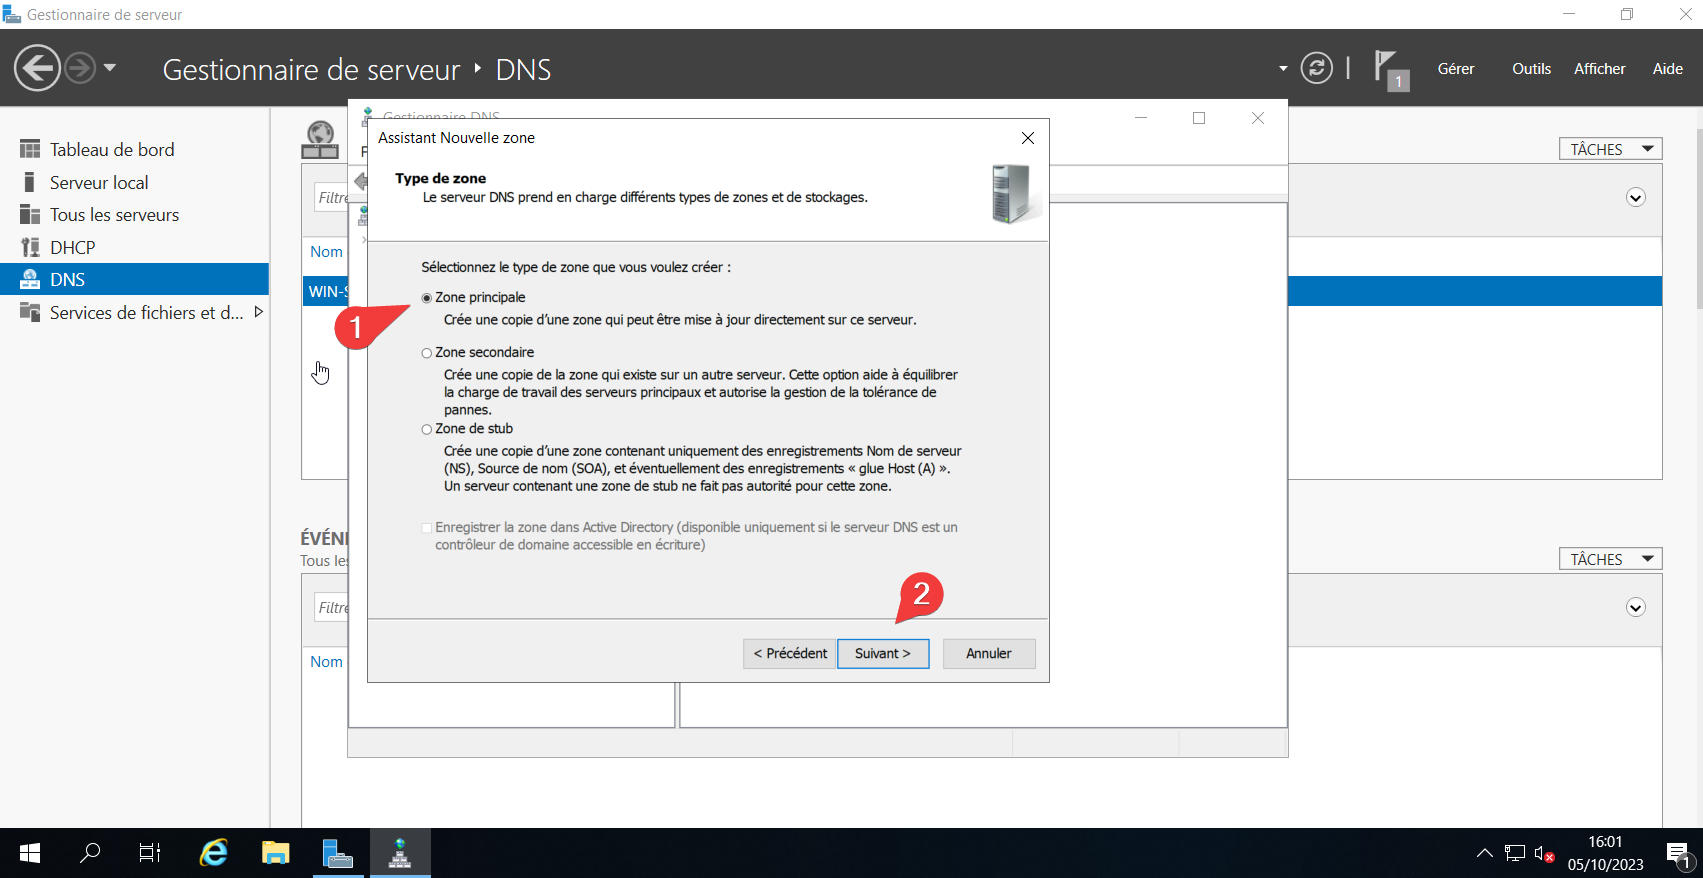 Gestionnaire de serveur
Gestionnaire de serveur ‣ DNS
1
Gérer
Outils
Afficher
Aide
Tableau de bord
Serveur local
Tous les serveurs
DHCP
DNS
Services de fichiers et d...
TÂCHES
Nom
WIN-S
Gestionnaire DNS
Assistant Nouvelle zone
Type de zone
Le serveur DNS prend en charge différents types de zones et de stockages.
Sélectionnez le type de zone que vous voulez créer :
Zone principale
1
Crée une copie d'une zone qui peut être mise à jour directement sur ce serveur.
Zone secondaire
Crée une copie de la zone qui existe sur un autre serveur. Cette option aide à équilibrer
la charge de travail des serveurs principaux et autorise la gestion de la tolérance de
pannes.
Zone de stub
Crée une copie d'une zone contenant uniquement des enregistrements Nom de serveur
(NS), Source de nom (SOA), et éventuellement des enregistrements « glue Host (A) ».
Un serveur contenant une zone de stub ne fait pas autorité pour cette zone.
Enregistrer la zone dans Active Directory (disponible uniquement si le serveur DNS est un
contrôleur de domaine accessible en écriture)
2
< Précédent
Suivant >
Annuler
Tous les
TÂCHES
Nom
16:01
05/10/2023
1